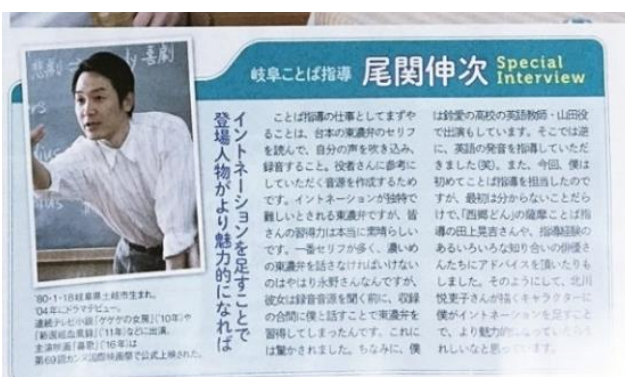 悲劇
喜劇
岐阜ことば指導 尾関伸次 Special Interview
イントネーションを足すことで
登場人物がより魅力的になれば
ことば指導の仕事としてまずや
ることは、台本の東濃弁のセリフ
を読んで、自分の声を吹き込み、
録音すること。役者さんに参考に
していただく音源を作成するため
です。イントネーションが独特で
難しいとされる東濃弁ですが、皆
さんの習得力は本当に素晴らしい
です。一番セリフが多く、濃いめ
の東濃弁を話さなければいけない
のはやはり永野さんなんですが、
彼女は録音音源を聞く前に、収録
の合間に僕と話すことで東濃弁を
習得してしまったんです。これに
は驚かされました。ちなみに、僕
は鈴愛の高校の英語教師・山田役
で出演もしています。そこでは逆
に、英語の発音を指導していただ
きました(笑)。また、今回、僕は
初めてことば指導を担当したので
すが、最初は分からないことだら
けで、『西郷どん』の薩摩ことば指
導の田上晃吉さんや、指導経験の
あるいろいろな知り合いの俳優さ
んたちにアドバイスを頂いたりも
しました。そのようにして、北川
悦吏子さんが描くキャラクターに
僕がイントネーションを足すこと
で、より魅力的になっていたらう
れしいなと思っています。
'80・1・18岐阜県土岐市生まれ。
'04年にドラマデビュー。
連続テレビ小説『ゲゲゲの女房』('10年)や
『新選組血風録』('11年)などに出演。
主演映画『喜歌』('16年)は
第69回カンヌ国際映画祭で公式上映された。